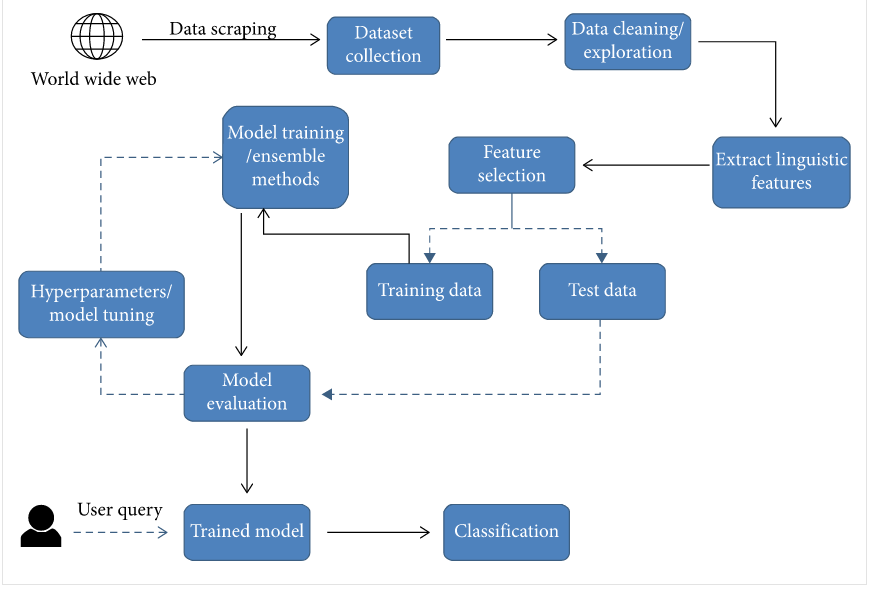 Data scraping
World wide web
Dataset
collection
Data cleaning/
exploration
Extract linguistic
features
Feature
selection
Model training
/ensemble
methods
Training data
Test data
Hyperparameters/
model tuning
Model
evaluation
User query
Trained model
Classification